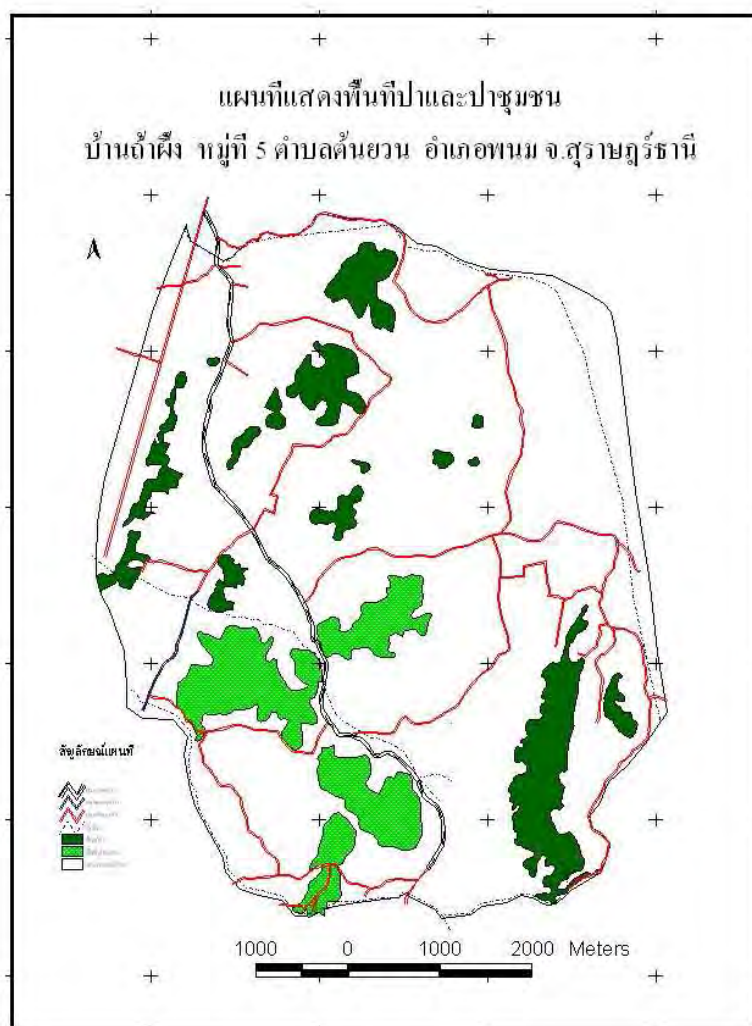 แผนที่แสดงพื้นที่ป่าและป่าชุมชน
บ้านถ้ำผึ้ง หมู่ที่ 5 ตำบลต้นยวน อำเภอพนม จ.สุราษฎร์ธานี
สัญลักษณ์แผนที่
1000 0 1000 2000 Meters